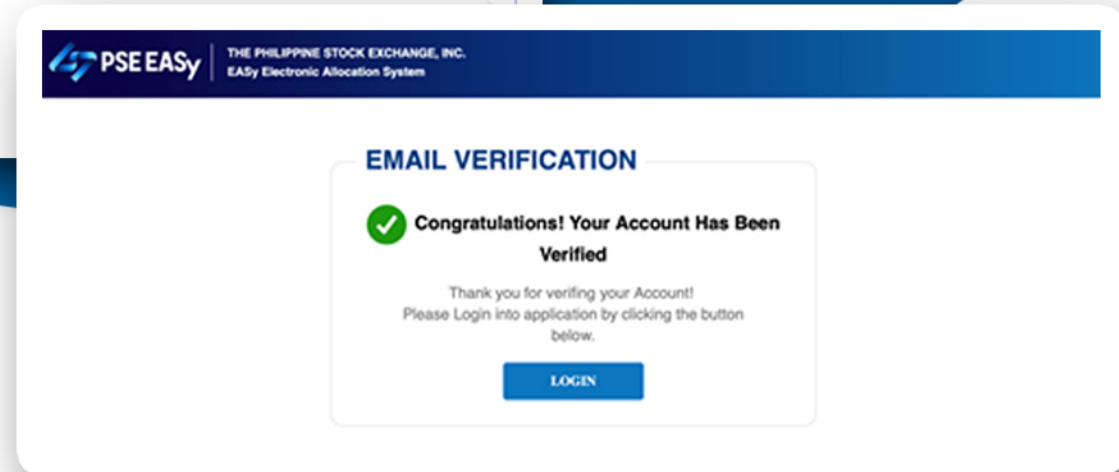 PSE EASy
THE PHILIPPINE STOCK EXCHANGE, INC.
EASy Electronic Allocation System
EMAIL VERIFICATION
Congratulations! Your Account Has Been
Verified
Thank you for verifing your Account!
Please Login into application by clicking the button
below.
LOGIN